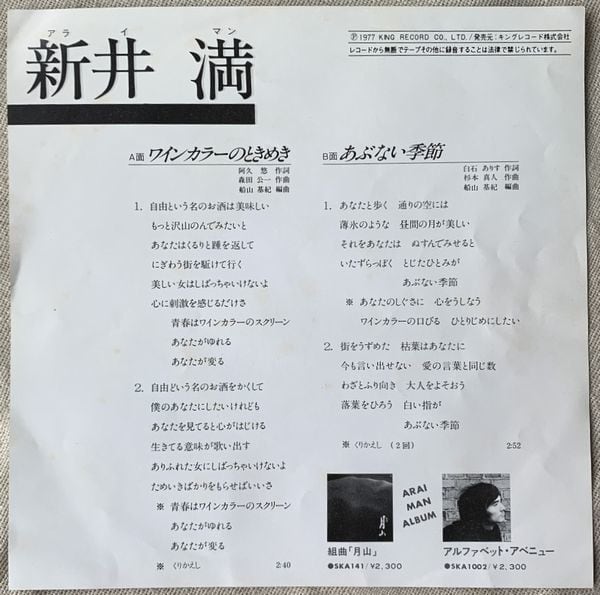 アライ マン
新井 満
Ⓟ1977 KING RECORD CO., LTD./発売元:キングレコード株式会社
レコードから無断でテープその他に録音することは法律で禁じられています。
A面 ワインカラーのときめき
阿久 悠 作詞
森田 公一 作曲
船山 基紀 編曲
1. 自由という名のお酒は美味しい
もっと沢山のんでみたいと
あなたはくるりと踵を返して
にぎわう街を駆けて行く
美しい女はしばっちゃいけないよ
心に刺激を感じるだけさ
青春はワインカラーのスクリーン
あなたがゆれる
あなたが変る
2. 自由という名のお酒をかくして
僕のあなたにしたいけれども
あなたを見てると心がはじける
生きてる意味が歌い出す
ありふれた女にしばっちゃいけないよ
ためいきばかりをもらせばいいさ
※ 青春はワインカラーのスクリーン
あなたがゆれる
あなたが変る
※ くりかえし 2:40
B面 あぶない季節
白石 ありす 作詞
杉本 真人 作曲
船山 基紀 編曲
1. あなたと歩く 通りの空には
薄氷のような 昼間の月が美しい
それをあなたは ぬすんでみせると
いたずらっぽく とじたひとみが
あぶない季節
※ あなたのしぐさに 心をうしなう
ワインカラーの口びる ひとりじめにしたい
2. 街をうずめた 枯葉はあなたに
今も言い出せない 愛の言葉と同じ数
わざとふり向き 大人をよそおう
落葉をひろう 白い指が
あぶない季節
※ くりかえし (2回) 2:52
月山
ARAI
MAN
ALBUM
組曲「月山」
●SKA141/¥2,300
アルファベット・アベニュー
●SKA1002/¥2,300